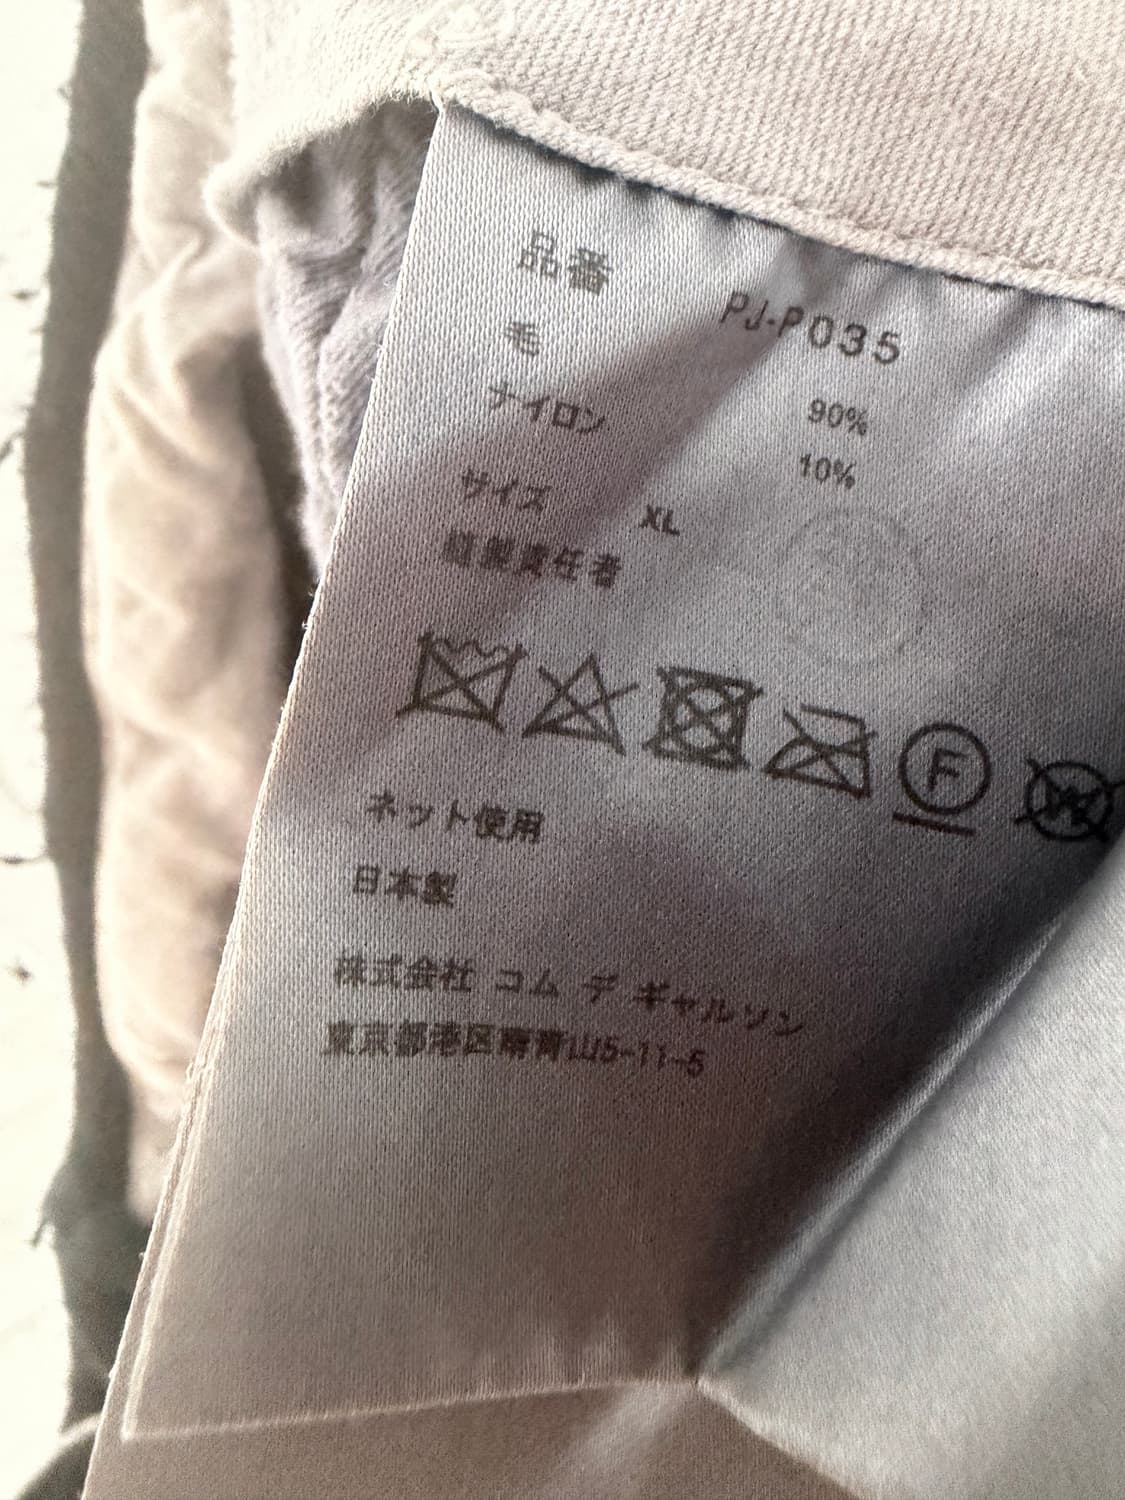 品番 PJ-P035
毛 90%
ナイロン 10%
サイズ XL
縫製責任者
F
W
ネット使用
日本製
株式会社 コム デ ギャルソン
東京都港区南青山5-11-5